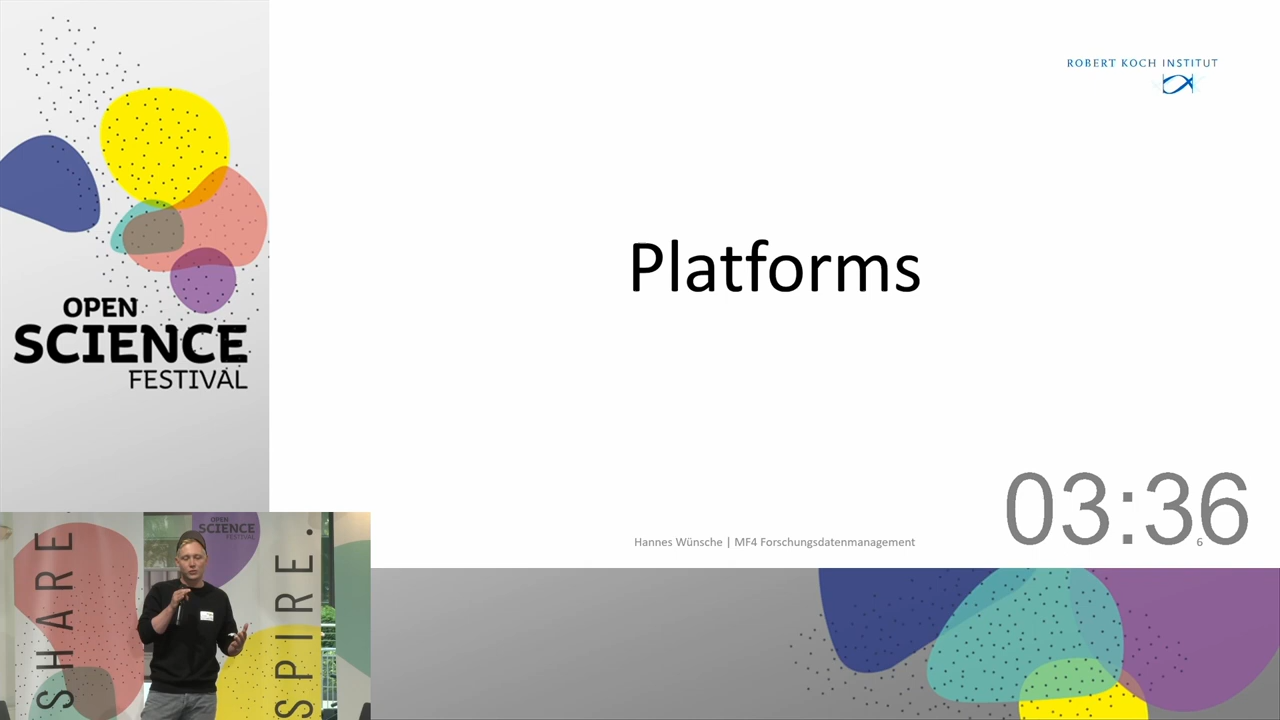 ROBERT KOCH INSTITUT
Platforms
OPEN
SCIENCE
FESTIVAL
03:36
Hannes Wünsche | MF4 Forschungsdatenmanagement
6
OPEN
SCIENCE
FESTIVAL
SHARE
SPIRE.